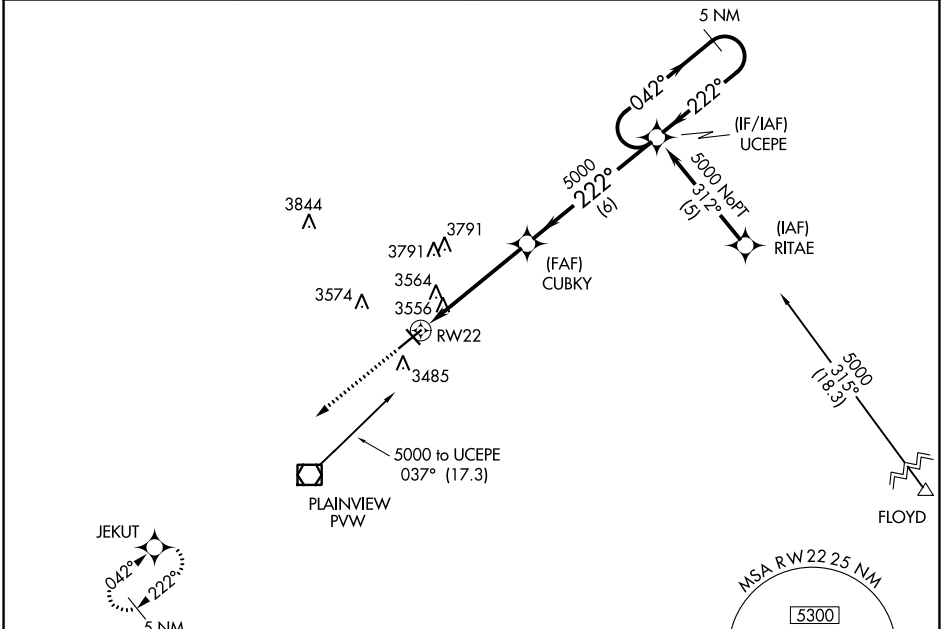 5 NM
042°
222°
(IF/IAF)
UCEPE
5000
222°
(6)
5000 NoPT
312°
(5)
(IAF)
RITAE
3844
3791
3791
(FAF)
CUBKY
3564
3574
3556
RW22
3485
5000
315°
(18.3)
5000 to UCEPE
037° (17.3)
PLAINVIEW
PVW
FLOYD
JEKUT
042°
222°
5 NM
MSA RW22 25 NM
5300